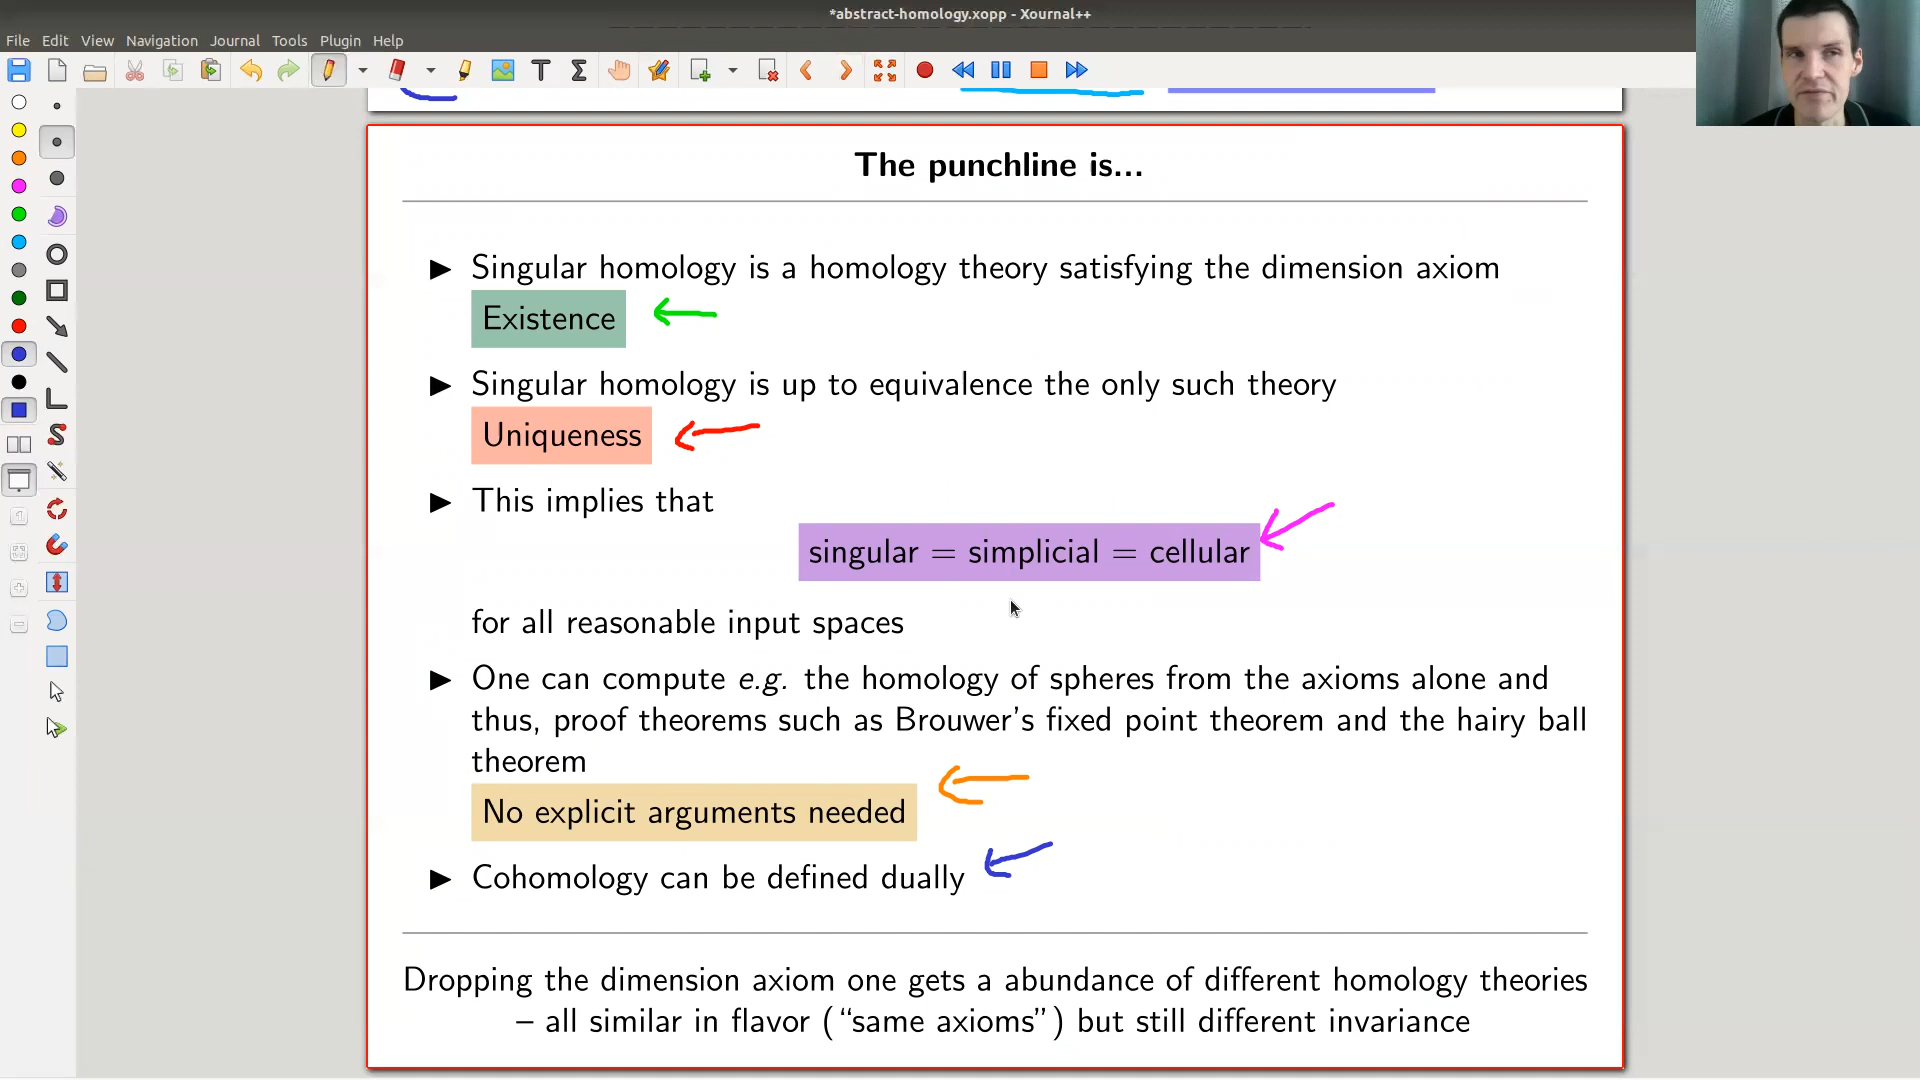 *abstract-homology.xopp - Xournal++
File Edit View Navigation Journal Tools Plugin Help
The punchline is...
▶ Singular homology is a homology theory satisfying the dimension axiom
Existence
▶ Singular homology is up to equivalence the only such theory
Uniqueness
▶ This implies that
singular = simplicial = cellular
for all reasonable input spaces
▶ One can compute e.g. the homology of spheres from the axioms alone and
thus, proof theorems such as Brouwer's fixed point theorem and the hairy ball
theorem
No explicit arguments needed
▶ Cohomology can be defined dually
Dropping the dimension axiom one gets a abundance of different homology theories
– all similar in flavor (“same axioms”) but still different invariance